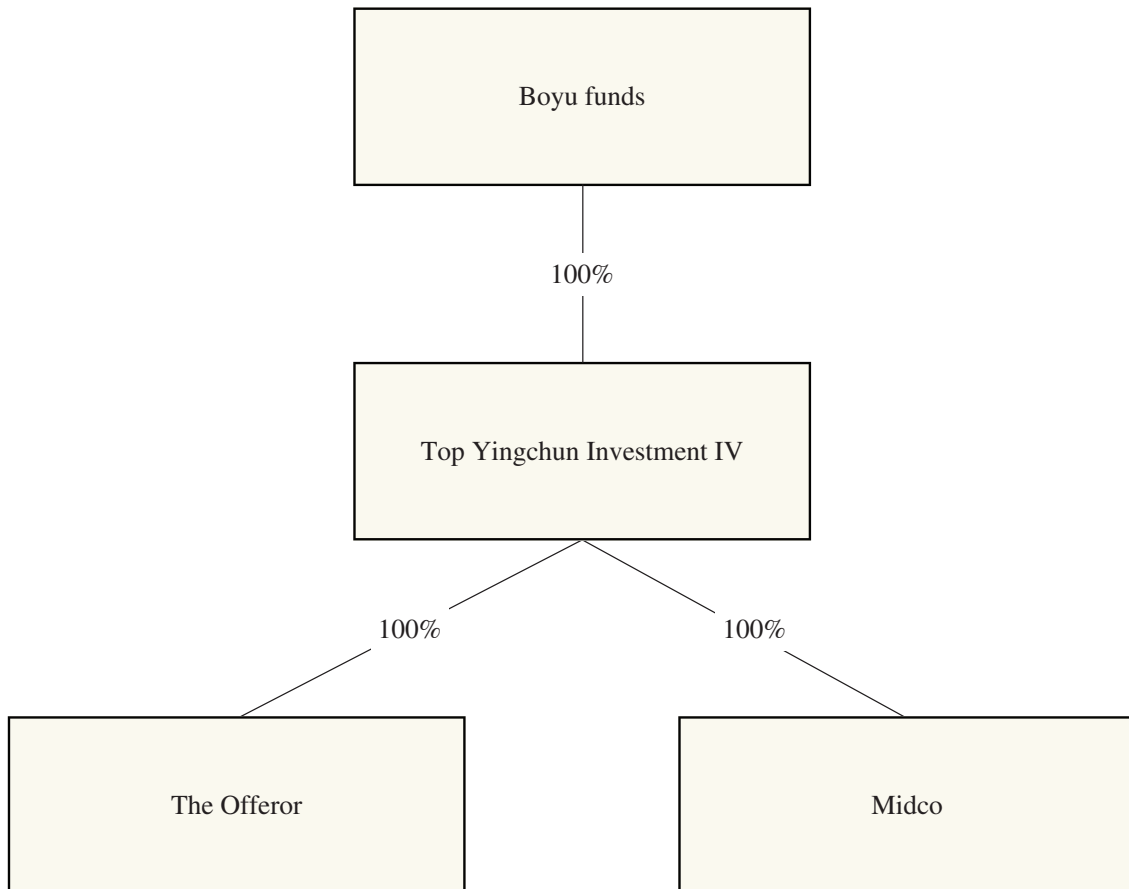 Boyu funds
100%
Top Yingchun Investment IV
100%
100%
The Offeror
Midco